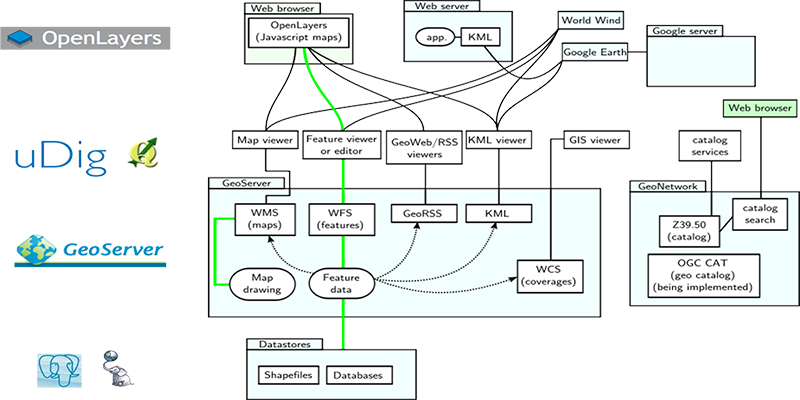 OpenLayers
uDig
GeoServer
Web browser
OpenLayers
(Javascript maps)
Web server
app.
KML
World Wind
Google Earth
Google server
Map viewer
Feature viewer
or editor
GeoWeb/RSS
viewers
KML viewer
GIS viewer
catalog
services
Web browser
GeoServer
WMS
(maps)
WFS
(features)
GeoRSS
KML
Map
drawing
Feature
data
WCS
(coverages)
GeoNetwork
Z39.50
(catalog)
catalog
search
OGC CAT
(geo catalog)
(being implemented)
Datastores
Shapefiles
Databases